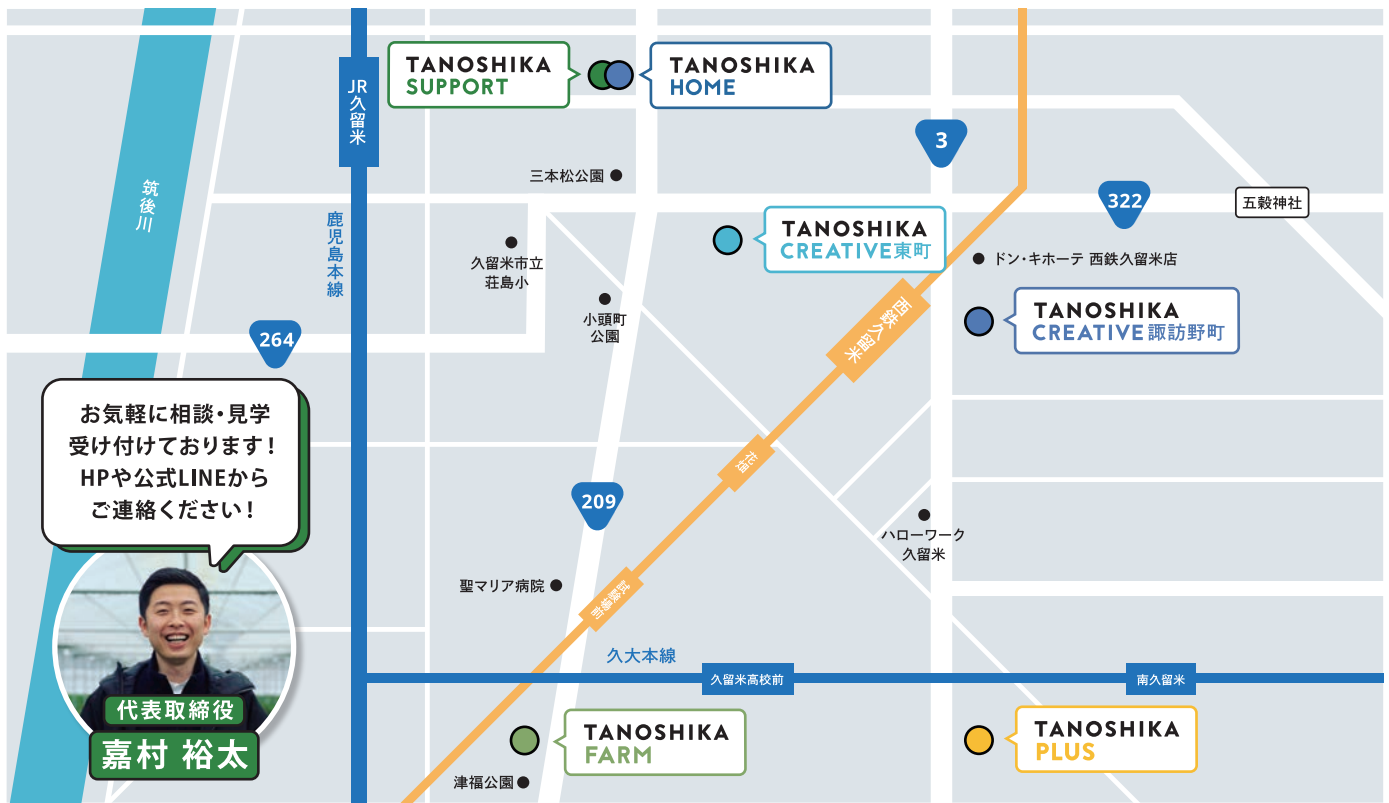 TANOSHIKA
SUPPORT
TANOSHIKA
HOME
JR久留米
3
三本松公園
筑後川
322
五穀神社
鹿児島本線
TANOSHIKA
CREATIVE東町
久留米市立
荘島小
ドン・キホーテ 西鉄久留米店
小頭町
公園
西鉄久留米
TANOSHIKA
CREATIVE諏訪野町
264
お気軽に相談・見学
受け付けております!
HPや公式LINEから
ご連絡ください!
花畑
209
ハローワーク
久留米
聖マリア病院
試験場前
久大本線
久留米高校前
南久留米
代表取締役
嘉村 裕太
TANOSHIKA
FARM
TANOSHIKA
PLUS
津福公園